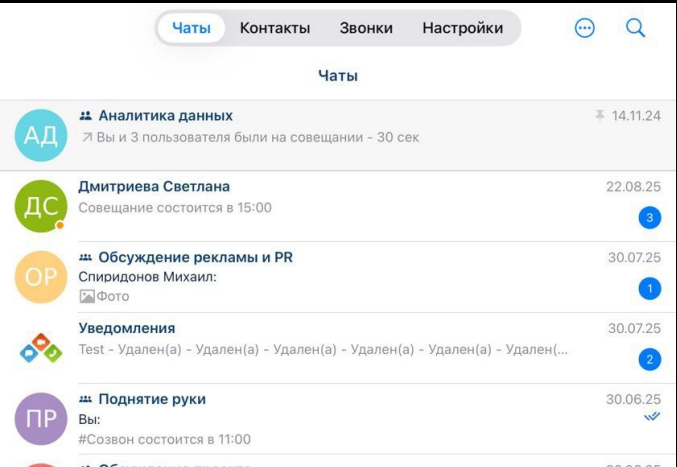 Чаты Контакты Звонки Настройки
Чаты
АД
Аналитика данных 14.11.24
Вы и 3 пользователя были на совещании - 30 сек
ДС
Дмитриева Светлана 22.08.25
Совещание состоится в 15:00 3
ОР
Обсуждение рекламы и PR 30.07.25
Спиридонов Михаил:
Фото 1
Уведомления 30.07.25
Test - Удален(а) - Удален(а) - Удален(а) - Удален(а) - Удален(а) - Удален(... 2
ПР
Поднятие руки 30.06.25
Вы:
#Созвон состоится в 11:00